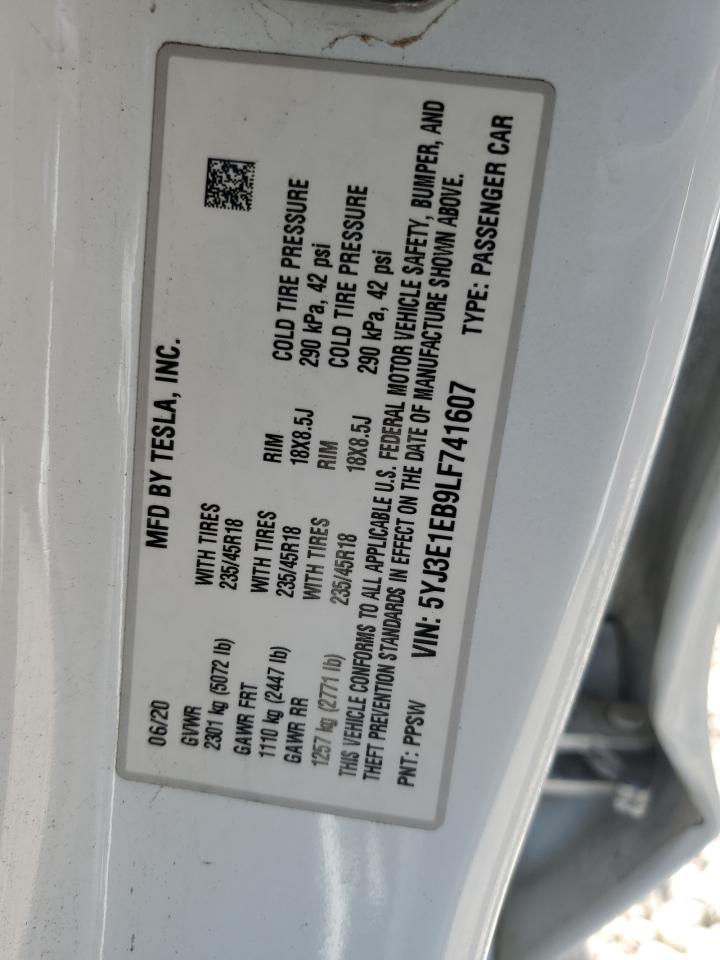 MFD BY TESLA, INC.
06/20
GVWR
2301 kg (5072 lb) WITH TIRES 235/45R18
GAWR FRT WITH TIRES RIM COLD TIRE PRESSURE
1110 kg (2447 lb) 235/45R18 18X8.5J 290 kPa, 42 psi
GAWR RR WITH TIRES RIM COLD TIRE PRESSURE
1257 kg (2771 lb) 235/45R18 18X8.5J 290 kPa, 42 psi
THIS VEHICLE CONFORMS TO ALL APPLICABLE U.S. FEDERAL MOTOR VEHICLE SAFETY, BUMPER, AND
THEFT PREVENTION STANDARDS IN EFFECT ON THE DATE OF MANUFACTURE SHOWN ABOVE.
PNT: PPSW VIN: 5YJ3E1EB9LF741607 TYPE: PASSENGER CAR